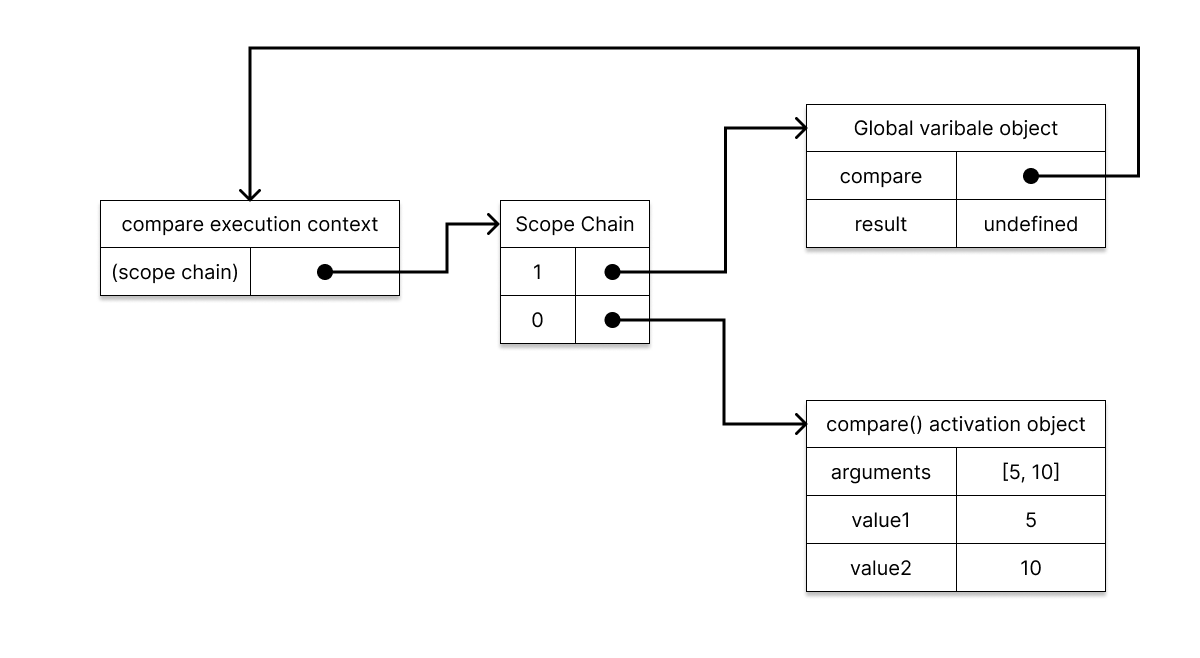 Global varibale object
compare
result undefined
compare execution context
(scope chain)
Scope Chain
1
0
compare() activation object
arguments [5, 10]
value1 5
value2 10